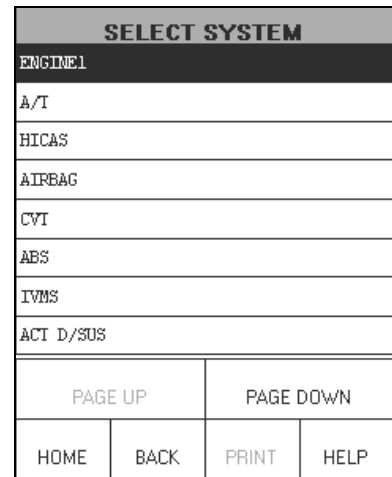 SELECT SYSTEM
ENGINE1
A/T
HICAS
AIRBAG
CVT
ABS
IVMS
ACT D/SUS
PAGE UP PAGE DOWN
HOME BACK PRINT HELP